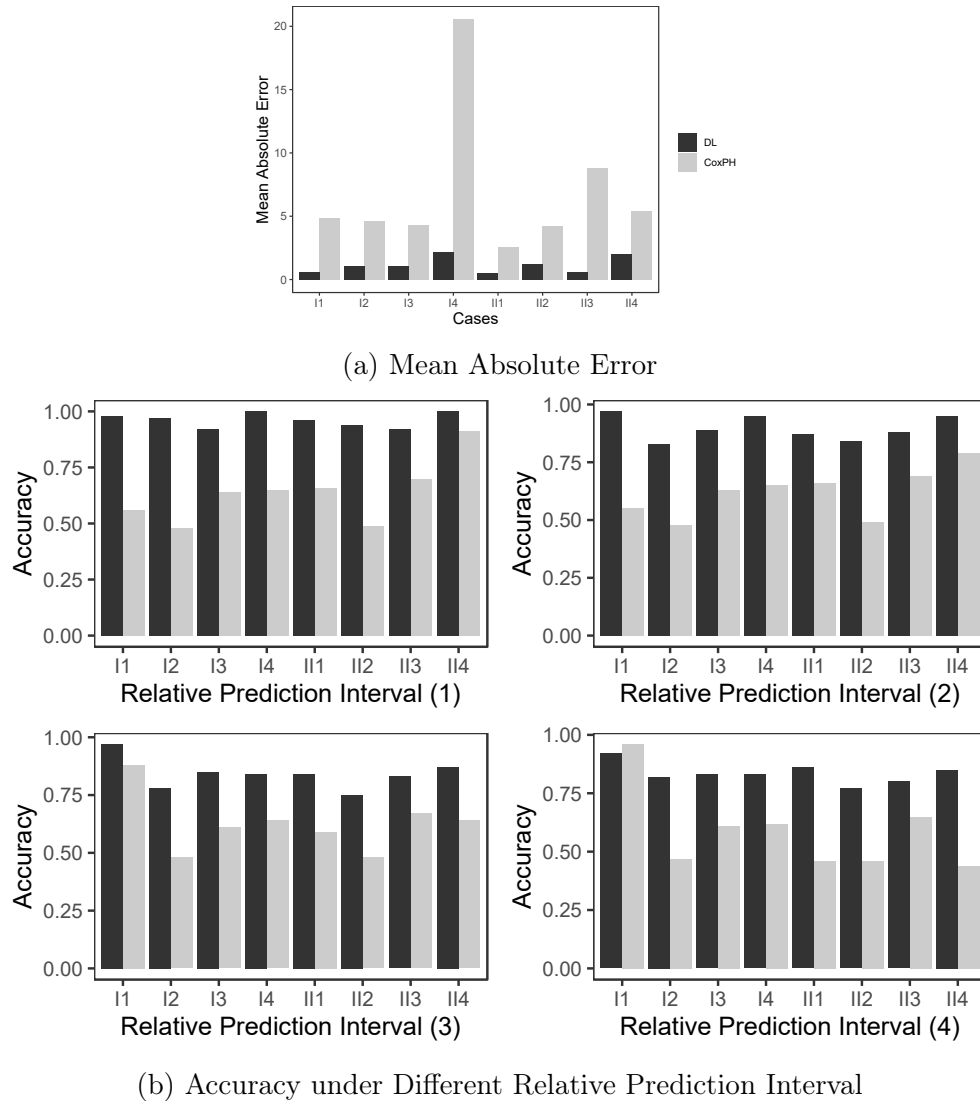 20
15
10
5
0
Mean Absolute Error
I1 I2 I3 I4 II1 II2 II3 II4
Cases
DL
CoxPH
(a) Mean Absolute Error
1.00
0.75
0.50
0.25
0.00
Accuracy
I1 I2 I3 I4 II1 II2 II3 II4
Relative Prediction Interval (1)
1.00
0.75
0.50
0.25
0.00
Accuracy
I1 I2 I3 I4 II1 II2 II3 II4
Relative Prediction Interval (2)
1.00
0.75
0.50
0.25
0.00
Accuracy
I1 I2 I3 I4 II1 II2 II3 II4
Relative Prediction Interval (3)
1.00
0.75
0.50
0.25
0.00
Accuracy
I1 I2 I3 I4 II1 II2 II3 II4
Relative Prediction Interval (4)
(b) Accuracy under Different Relative Prediction Interval